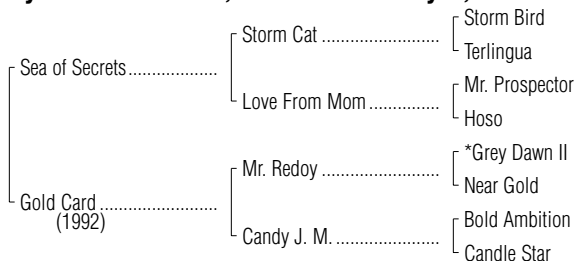 Storm Bird
Storm Cat ........................
Terlingua
Sea of Secrets...................
Mr. Prospector
Love From Mom ..............
Hoso
*Grey Dawn II
Mr. Redoy .......................
Near Gold
Gold Card .........................
(1992)
Bold Ambition
Candy J. M. .....................
Candle Star